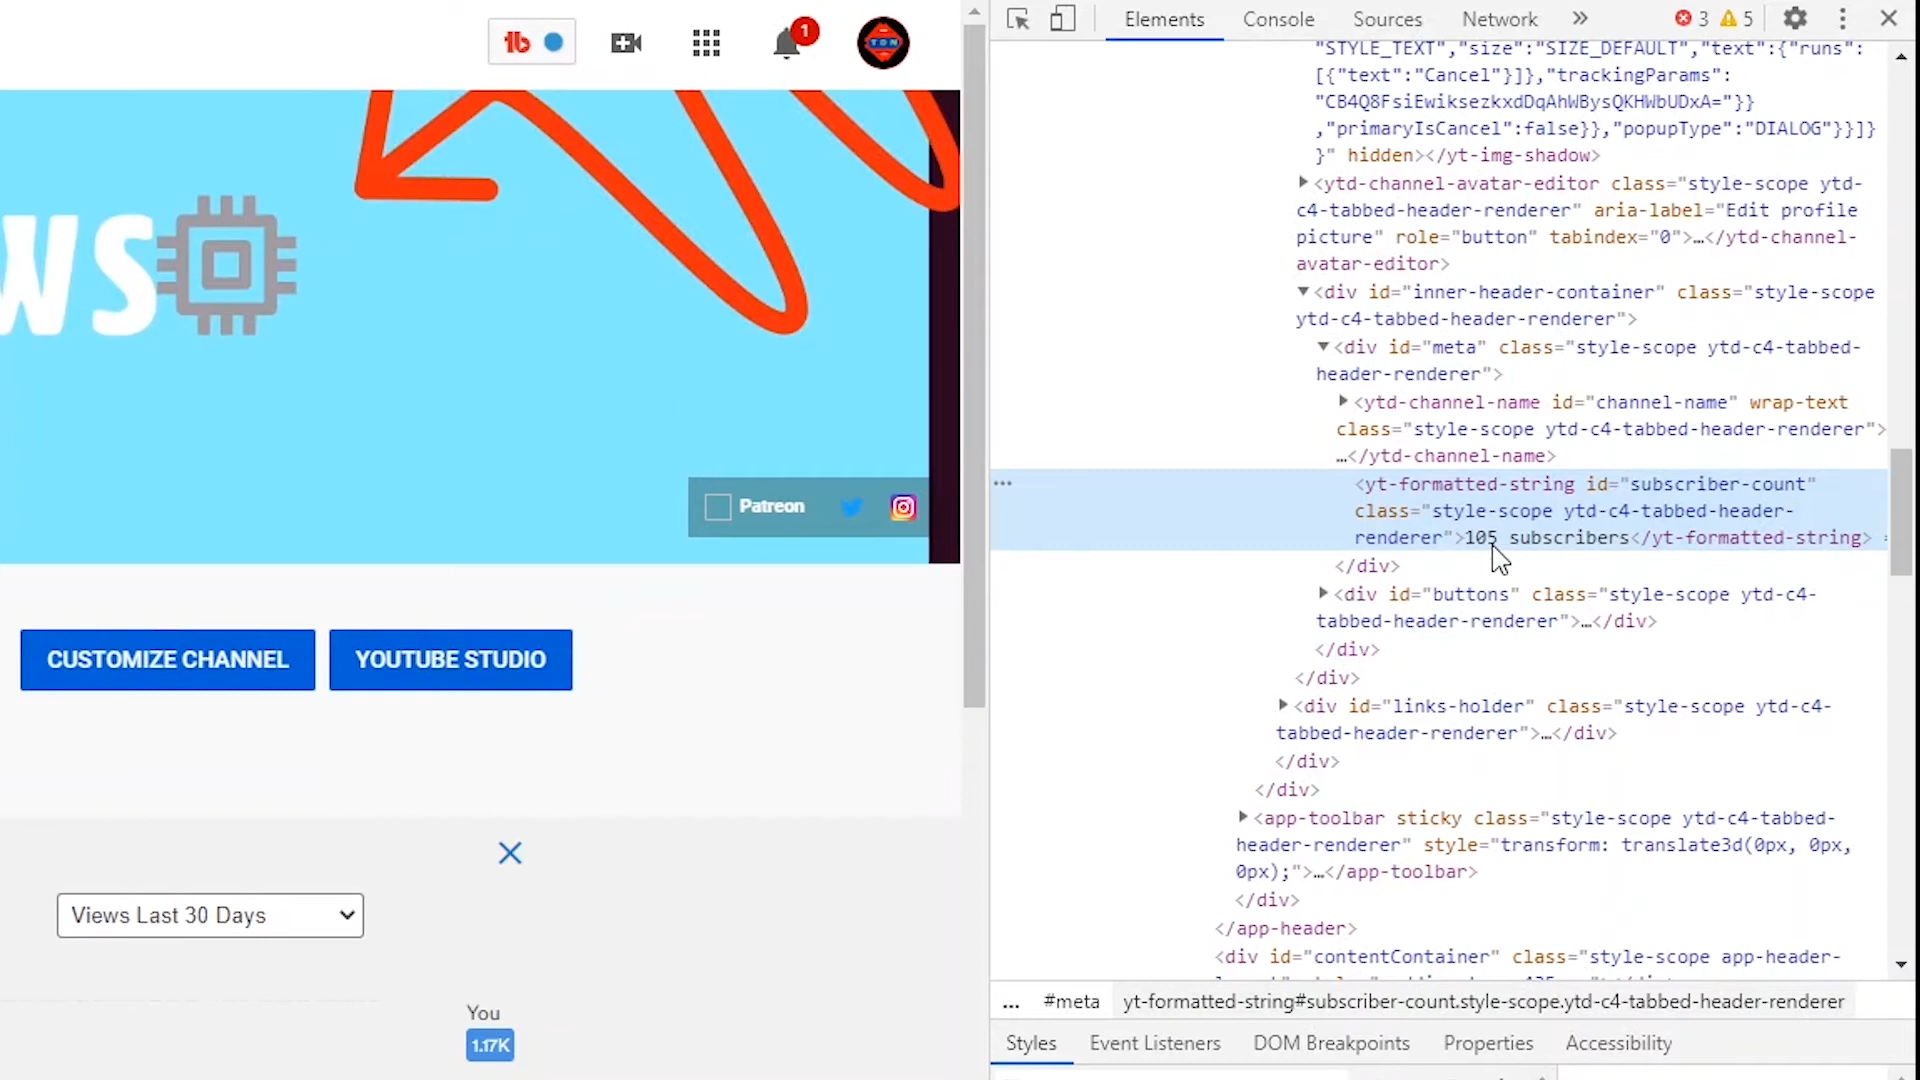 tb
1
TDN
WS
Patreon
CUSTOMIZE CHANNEL
YOUTUBE STUDIO
Views Last 30 Days
You
1.17K
Elements Console Sources Network » 3 5
"STYLE_TEXT","size":"SIZE_DEFAULT","text":{"runs":
[{"text":"Cancel"}]},"trackingParams":
"CB4Q8FsiEwiksezkxdDqAhWBysQKHWbUDxA="}}
,"primaryIsCancel":false}},"popupType":"DIALOG"}}]}
}" hidden></yt-img-shadow>
<ytd-channel-avatar-editor class="style-scope ytd-
c4-tabbed-header-renderer" aria-label="Edit profile
picture" role="button" tabindex="0">…</ytd-channel-
avatar-editor>
<div id="inner-header-container" class="style-scope
ytd-c4-tabbed-header-renderer">
<div id="meta" class="style-scope ytd-c4-tabbed-
header-renderer">
<ytd-channel-name id="channel-name" wrap-text
class="style-scope ytd-c4-tabbed-header-renderer">
…</ytd-channel-name>
<yt-formatted-string id="subscriber-count"
class="style-scope ytd-c4-tabbed-header-
renderer">105 subscribers</yt-formatted-string>
</div>
<div id="buttons" class="style-scope ytd-c4-
tabbed-header-renderer">…</div>
</div>
</div>
<div id="links-holder" class="style-scope ytd-c4-
tabbed-header-renderer">…</div>
</div>
</div>
<app-toolbar sticky class="style-scope ytd-c4-tabbed-
header-renderer" style="transform: translate3d(0px, 0px,
0px);">…</app-toolbar>
</div>
</app-header>
<div id="contentContainer" class="style-scope app-header-
... #meta yt-formatted-string#subscriber-count.style-scope.ytd-c4-tabbed-header-renderer
Styles Event Listeners DOM Breakpoints Properties Accessibility